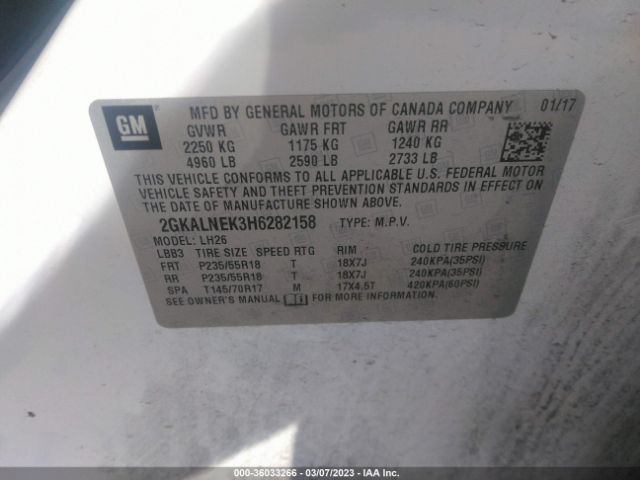 GM
MFD BY GENERAL MOTORS OF CANADA COMPANY 01/17
GVWR GAWR FRT GAWR RR
2250 KG 1175 KG 1240 KG
4960 LB 2590 LB 2733 LB
THIS VEHICLE CONFORMS TO ALL APPLICABLE U.S. FEDERAL MOTOR
VEHICLE SAFETY AND THEFT PREVENTION STANDARDS IN EFFECT ON
THE DATE OF MANUFACTURE SHOWN ABOVE.
2GKALNEK3H6282158 TYPE: M.P.V.
MODEL: LH26
LBB3 TIRE SIZE SPEED RTG RIM COLD TIRE PRESSURE
FRT P235/55R18 T 18X7J 240KPA(35PSI)
RR P235/55R18 T 18X7J 240KPA(35PSI)
SPA T145/70R17 M 17X4.5T 420KPA(60PSI)
SEE OWNER'S MANUAL FOR MORE INFORMATION.
000-36033266 - 03/07/2023 - IAA Inc.